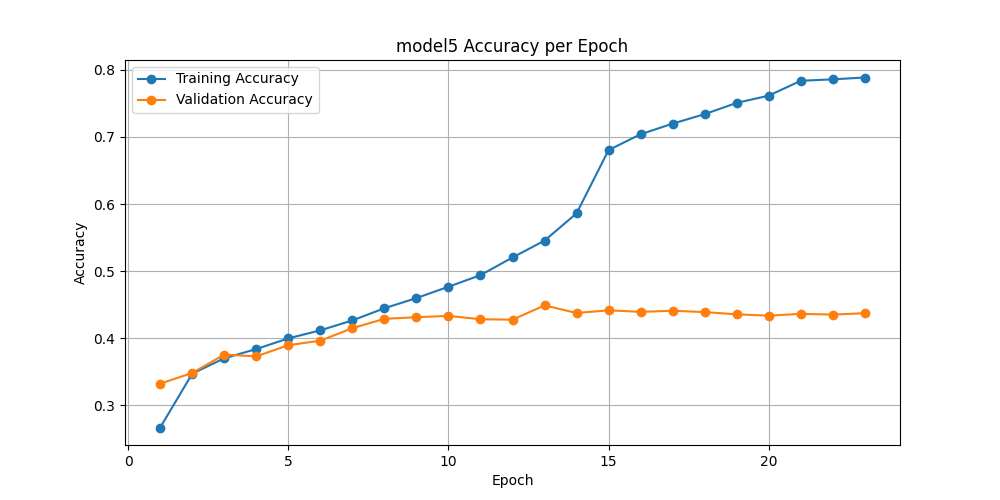 model5 Accuracy per Epoch
Training Accuracy
Validation Accuracy
0.8
0.7
0.6
0.5
0.4
0.3
Accuracy
0
5
10
15
20
Epoch